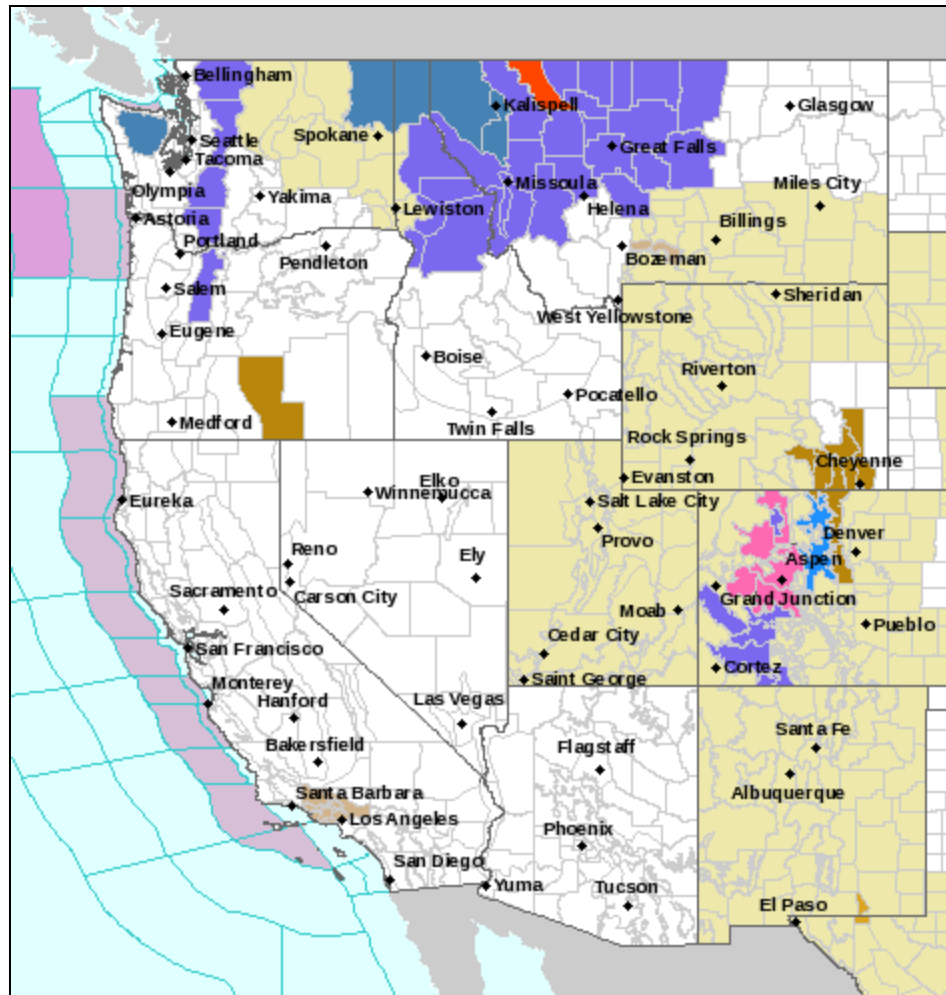 Bellingham
Kalispell
Glasgow
Spokane
Seattle
Great Falls
Tacoma
Olympia
Yakima
Missoula
Miles City
Lewiston
Helena
Astoria
Billings
Portland
Pendleton
Bozeman
Salem
Sheridan
West Yellowstone
Eugene
Boise
Riverton
Pocatello
Medford
Twin Falls
Rock Springs
Cheyenne
Elko
Evanston
Winnemucca
Eureka
Salt Lake City
Denver
Provo
Reno
Ely
Aspen
Sacramento
Carson City
Grand Junction
Moab
Pueblo
Cedar City
San Francisco
Cortez
Saint George
Monterey
Hanford
Las Vegas
Santa Fe
Bakersfield
Flagstaff
Albuquerque
Santa Barbara
Los Angeles
Phoenix
San Diego
Yuma
Tucson
El Paso